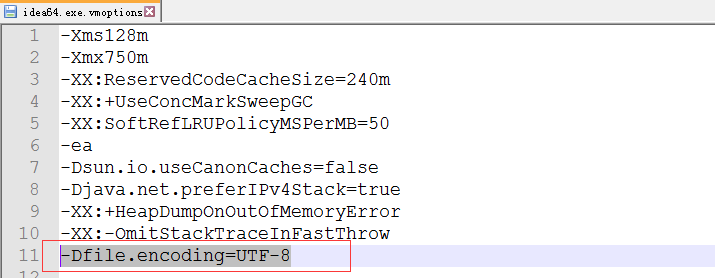 idea64.exe.vmoptions
1 -Xms128m
2 -Xmx750m
3 -XX:ReservedCodeCacheSize=240m
4 -XX:+UseConcMarkSweepGC
5 -XX:SoftRefLRUPolicyMSPerMB=50
6 -ea
7 -Dsun.io.useCanonCaches=false
8 -Djava.net.preferIPv4Stack=true
9 -XX:+HeapDumpOnOutOfMemoryError
10 -XX:-OmitStackTraceInFastThrow
11 -Dfile.encoding=UTF-8
12